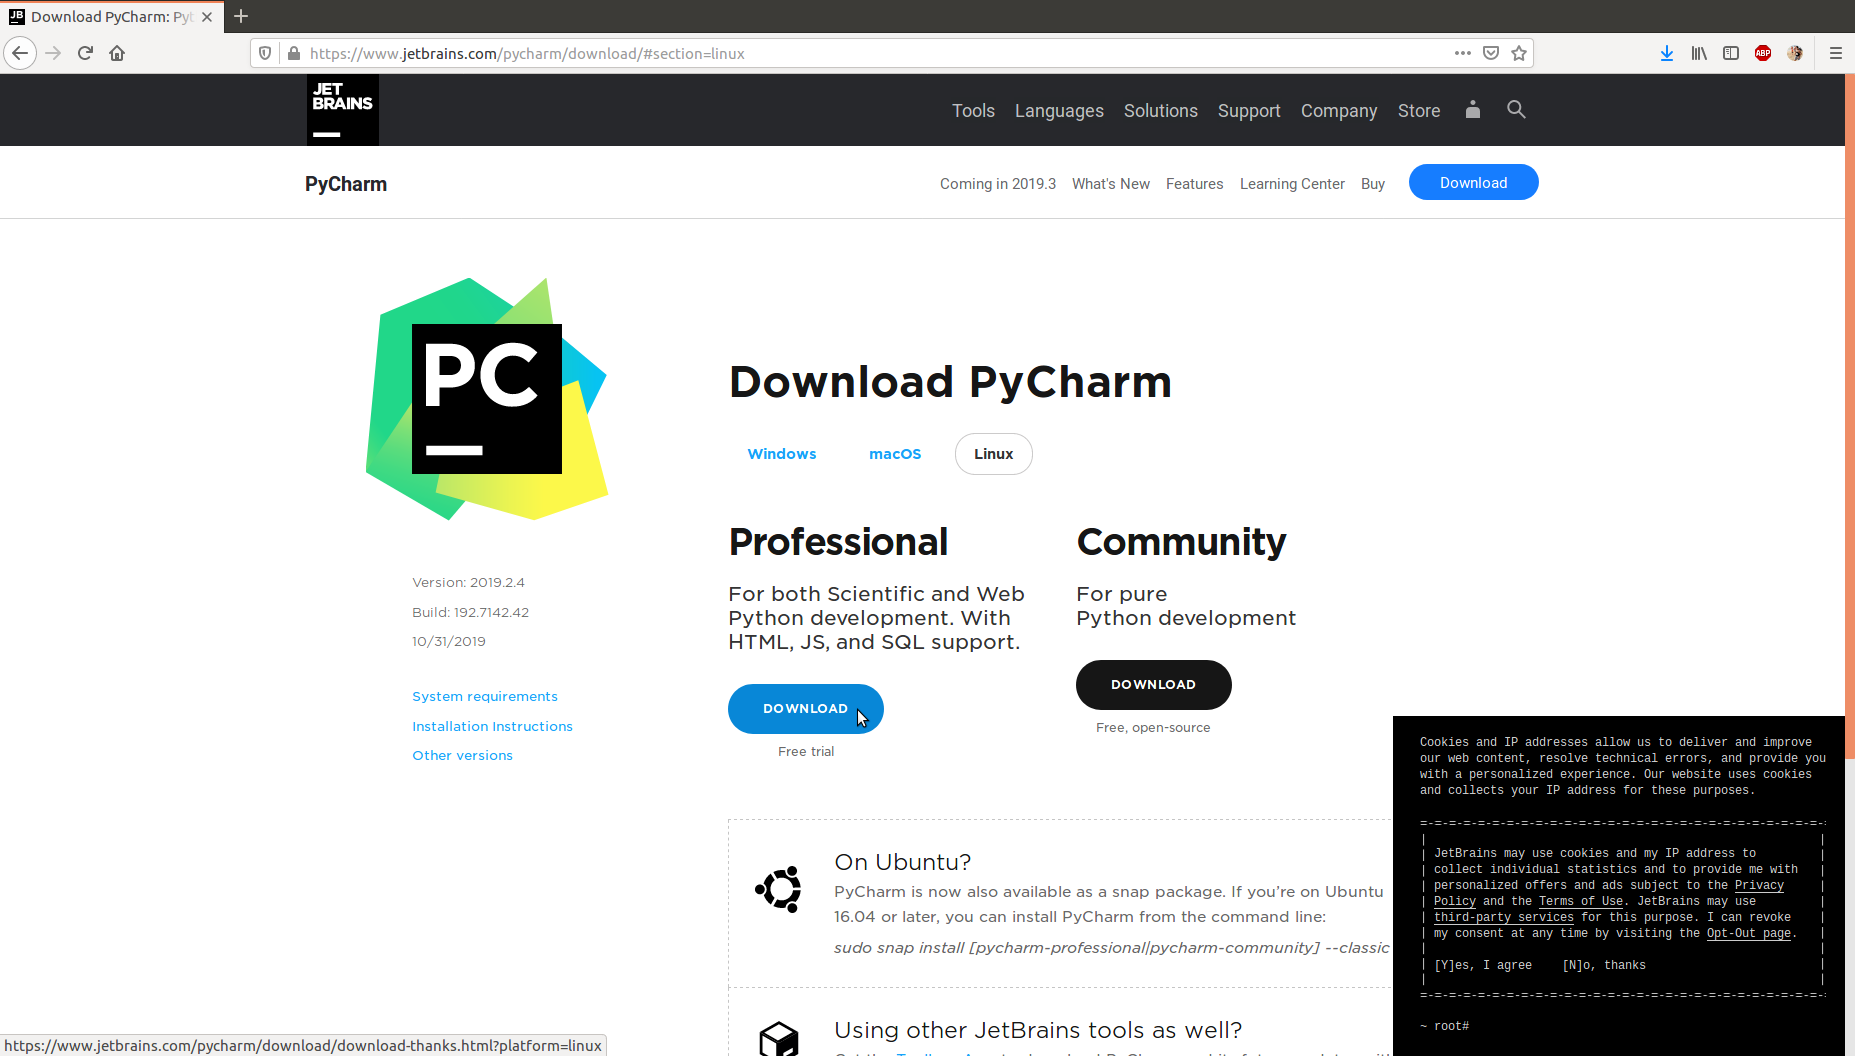 JB Download PyCharm: Pyt
https://www.jetbrains.com/pycharm/download/#section=linux
ABP
JET
BRAINS
Tools Languages Solutions Support Company Store
PyCharm
Coming in 2019.3 What's New Features Learning Center Buy Download
PC
Download PyCharm
Windows macOS Linux
Professional
For both Scientific and Web
Python development. With
HTML, JS, and SQL support.
DOWNLOAD
Free trial
Community
For pure
Python development
DOWNLOAD
Free, open-source
Version: 2019.2.4
Build: 192.7142.42
10/31/2019
System requirements
Installation Instructions
Other versions
On Ubuntu?
PyCharm is now also available as a snap package. If you're on Ubuntu
16.04 or later, you can install PyCharm from the command line:
sudo snap install [pycharm-professional|pycharm-community] --classic
Using other JetBrains tools as well?
Cookies and IP addresses allow us to deliver and improve
our web content, resolve technical errors, and provide you
with a personalized experience. Our website uses cookies
and collects your IP address for these purposes.
JetBrains may use cookies and my IP address to
collect individual statistics and to provide me with
personalized offers and ads subject to the Privacy
Policy and the Terms of Use. JetBrains may use
third-party services for this purpose. I can revoke
my consent at any time by visiting the Opt-Out page.
[Y]es, I agree [N]o, thanks
~ root#
https://www.jetbrains.com/pycharm/download/download-thanks.html?platform=linux